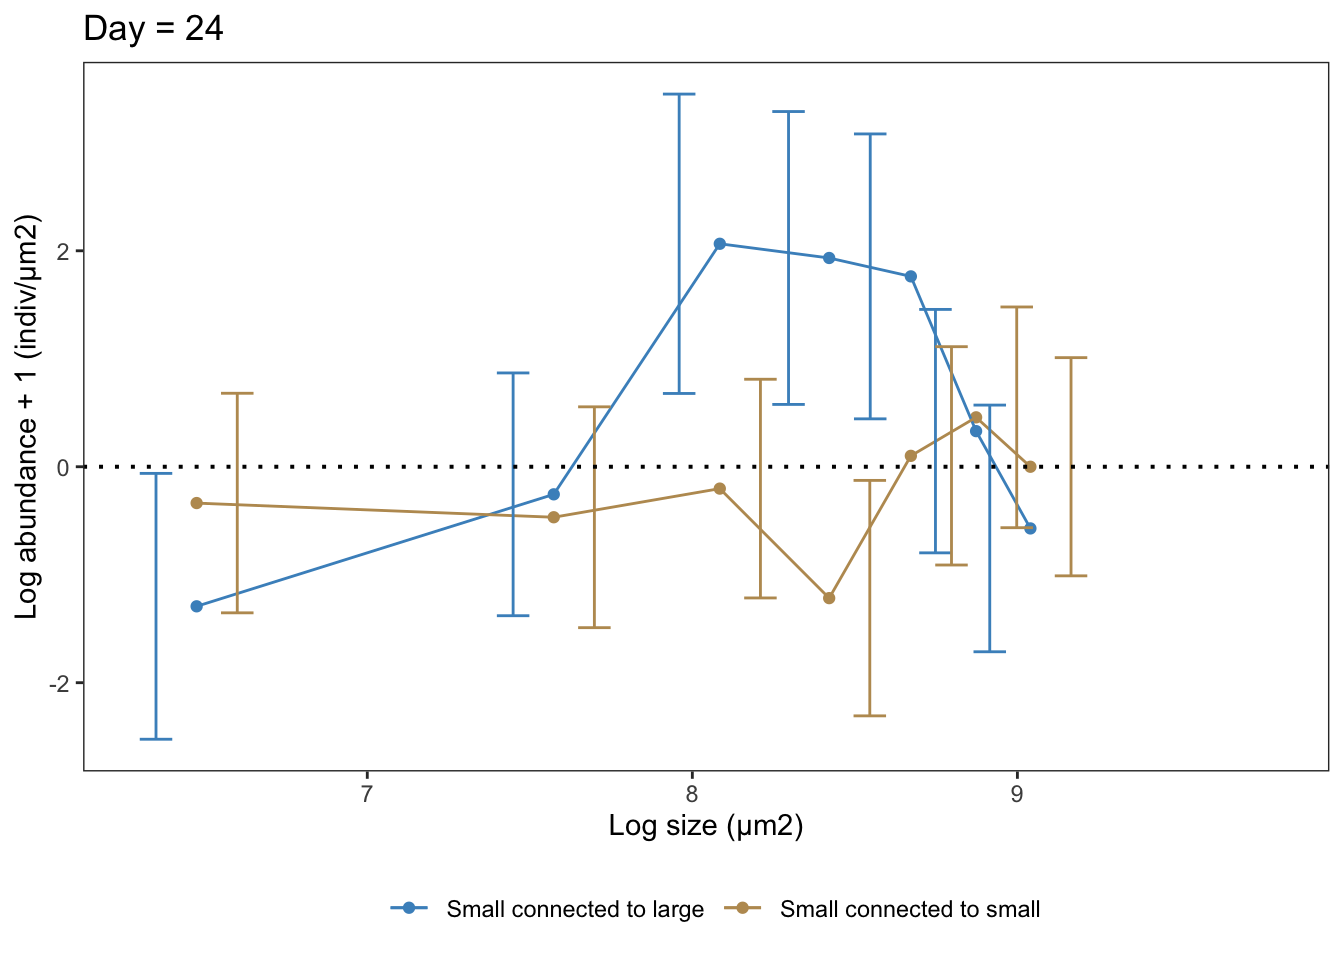 Day = 24
Log abundance + 1 (indiv/µm2)
2
0
-2
7 8 9
Log size (µm2)
Small connected to large Small connected to small